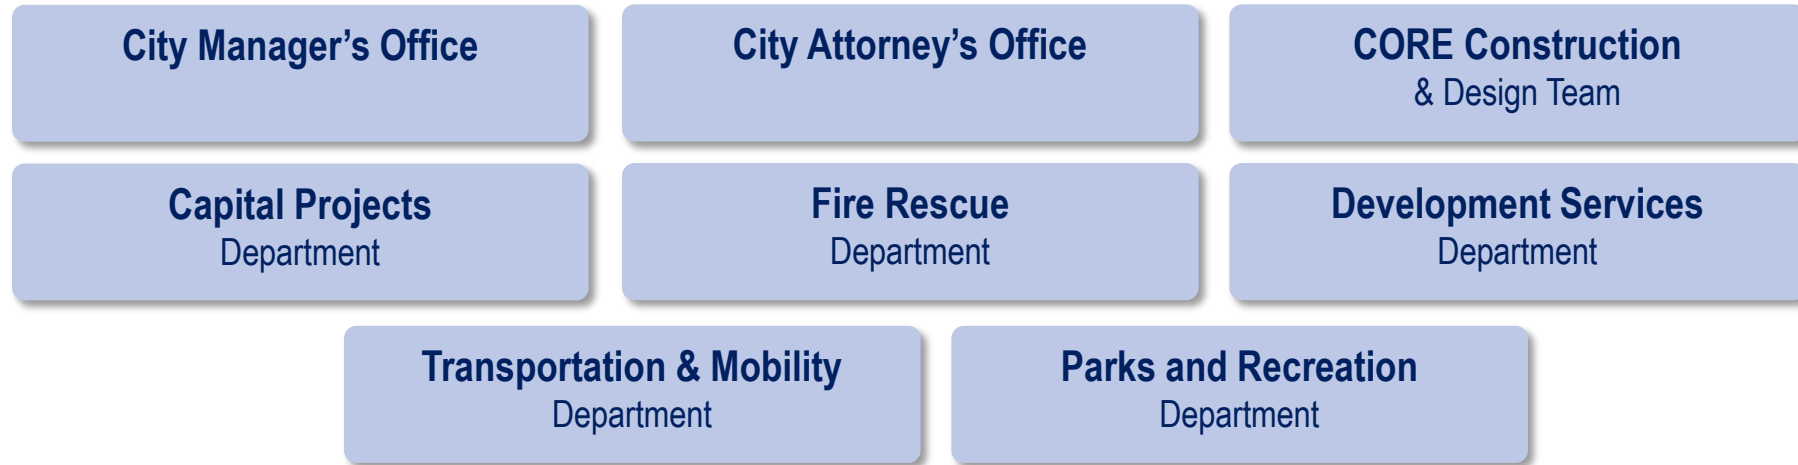 City Manager’s Office
City Attorney’s Office
CORE Construction
& Design Team
Capital Projects
Department
Fire Rescue
Department
Development Services
Department
Transportation & Mobility
Department
Parks and Recreation
Department